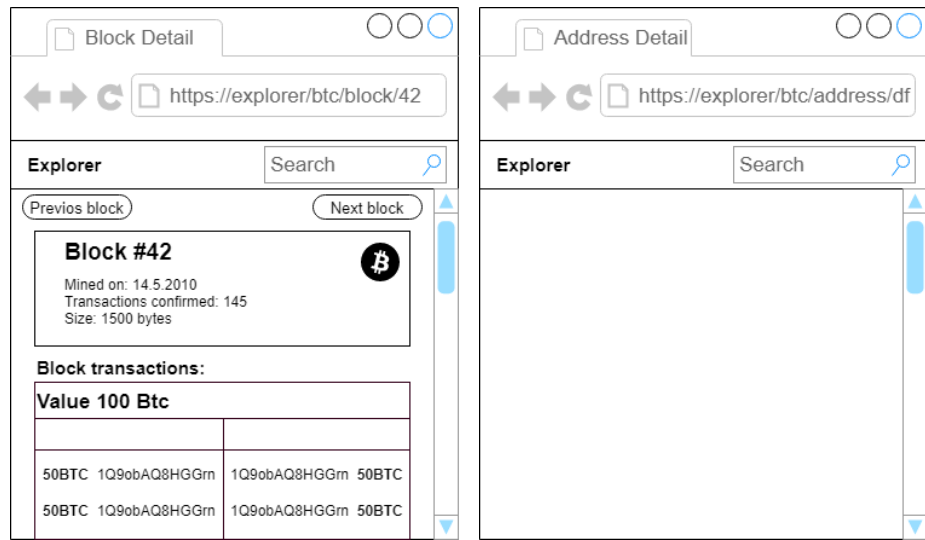 Block Detail
https://explorer/btc/block/42
Explorer
Search
Previos block
Next block
Block #42
Mined on: 14.5.2010
Transactions confirmed: 145
Size: 1500 bytes
Block transactions:
Value 100 Btc
50BTC 1Q9obAQ8HGGrn 1Q9obAQ8HGGrn 50BTC
50BTC 1Q9obAQ8HGGrn 1Q9obAQ8HGGrn 50BTC
Address Detail
https://explorer/btc/address/df
Explorer
Search